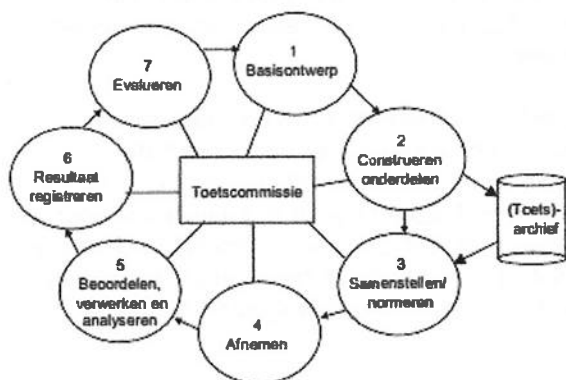 1
Basisontwerp
2
Construeren
onderdelen
(Toets)-
archief
3
Samenstellen/
normeren
4
Afnemen
5
Beoordelen,
verwerken en
analyseren
6
Resultaat
registreren
7
Evalueren
Toetscommissie